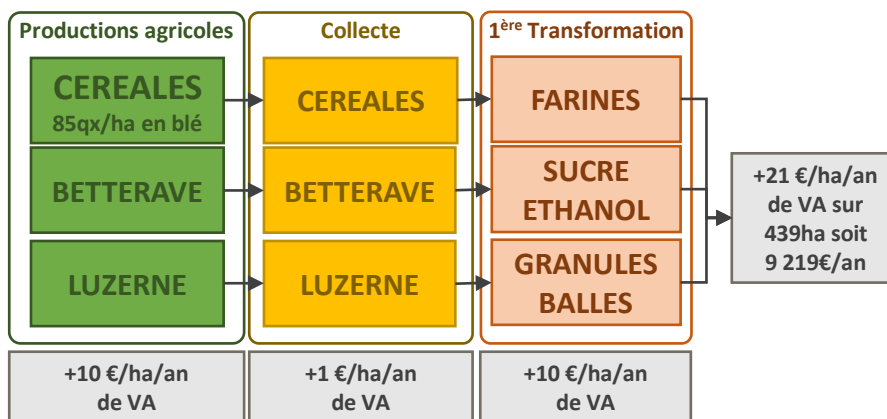 Productions agricoles
Collecte
1ère Transformation
CEREALES
85qx/ha en blé
CEREALES
FARINES
BETTERAVE
BETTERAVE
SUCRE
ETHANOL
LUZERNE
LUZERNE
GRANULES
BALLES
+21 €/ha/an
de VA sur
439ha soit
9 219€/an
+10 €/ha/an
de VA
+1 €/ha/an
de VA
+10 €/ha/an
de VA